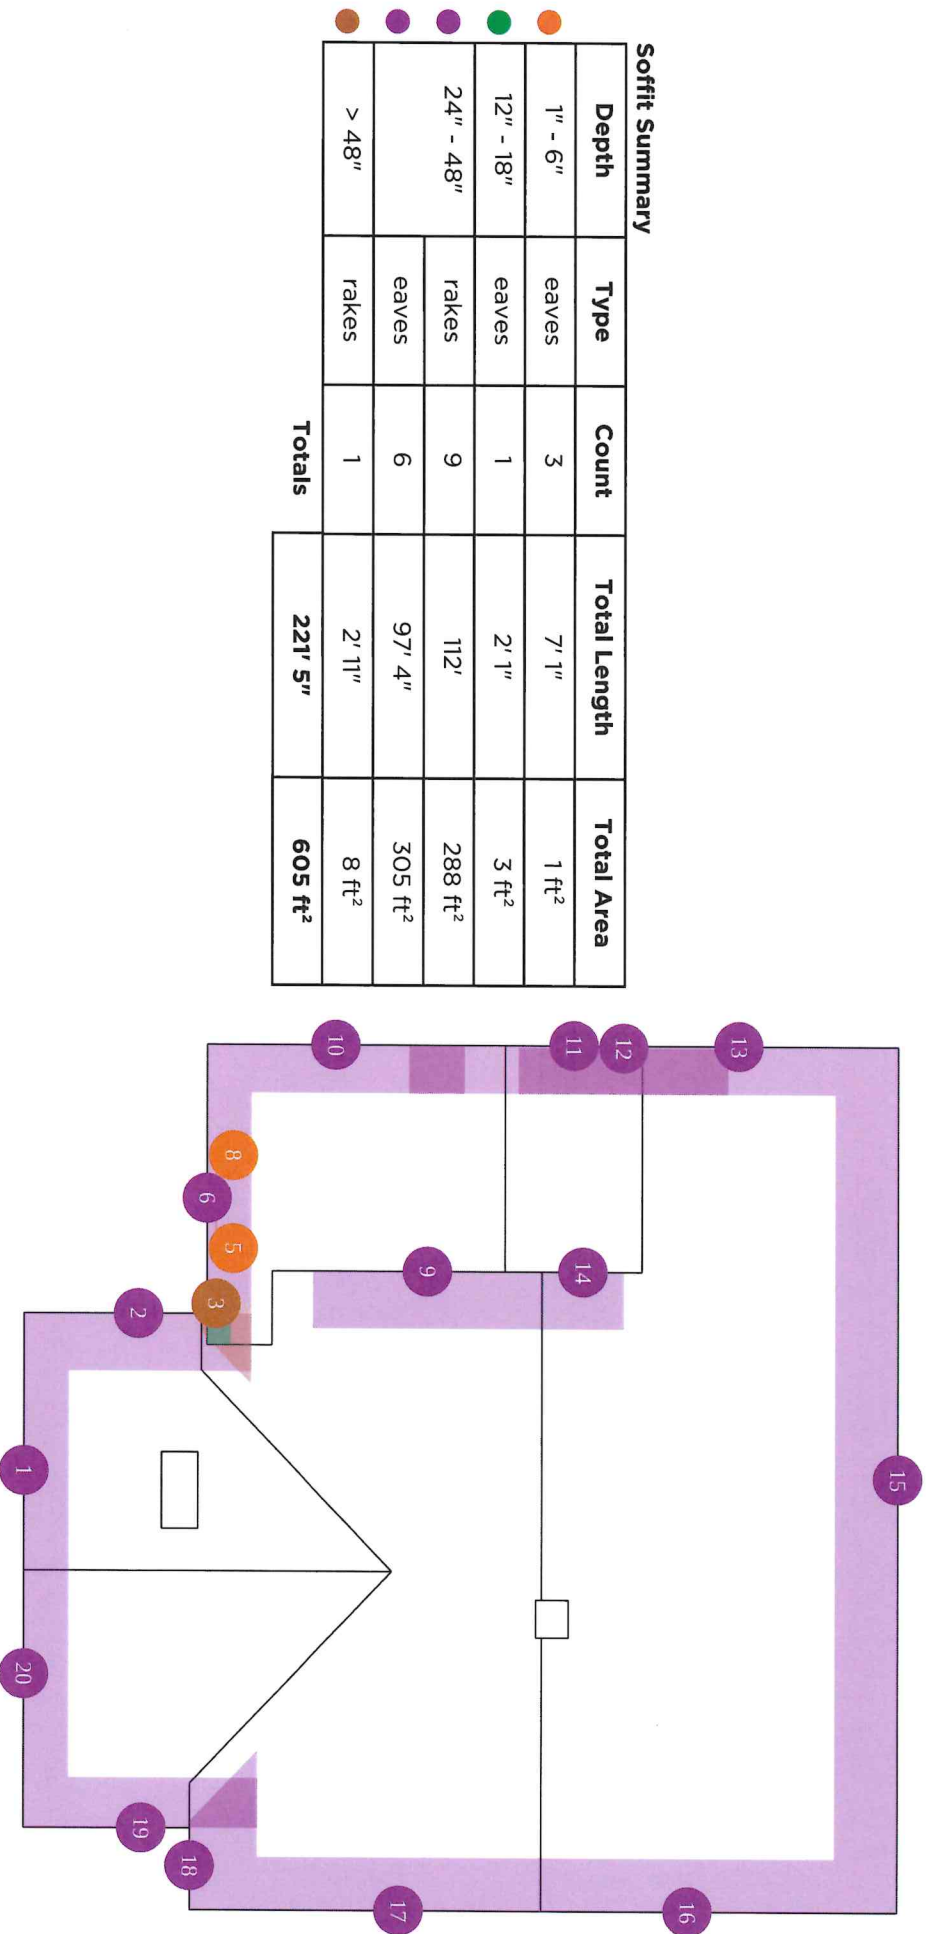 Soffit Summary
Depth Type Count Total Length Total Area
1" - 6" eaves 3 7' 1" 1 ft²
12" - 18" eaves 1 2' 1" 3 ft²
24" - 48" rakes 9 112' 288 ft²
eaves 6 97' 4" 305 ft²
> 48" rakes 1 2' 11" 8 ft²
Totals 221' 5" 605 ft²
15
13
12
11
10
14
9
16
17
8
6
5
3
2
18
19
1
20